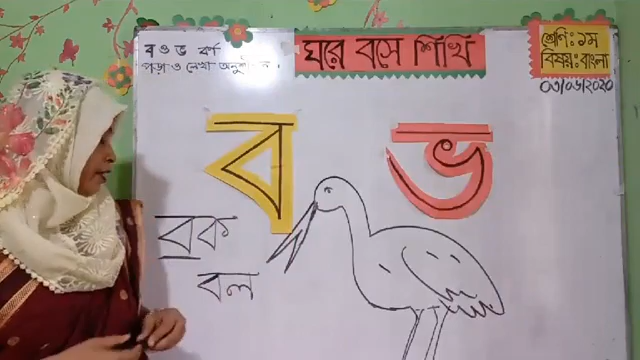 ব ও ভ বর্ণ
পড়া ও লেখা অনুশীলন।
ঘরে বসে শিখি
শ্রেণি: ১ম
বিষয়: বাংলা
০৩/০৬/২০২০
ব ভ
বক
বল